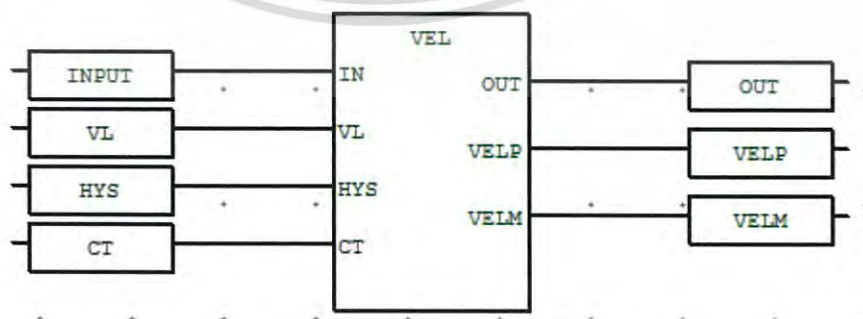 VEL
INPUT IN OUT OUT
VL VL
VELP VELP
HYS HYS
VELM VELM
CT CT